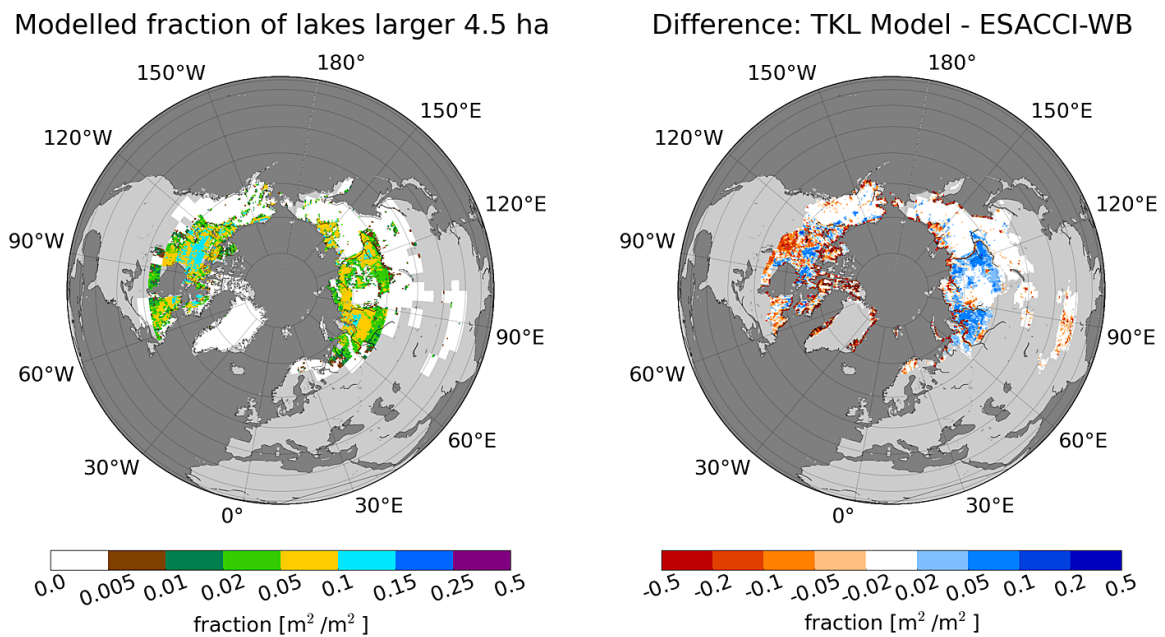 Modelled fraction of lakes larger 4.5 ha
180°
150°W
150°E
120°W
120°E
90°W
90°E
60°W
60°E
30°W
30°E
0°
0.0 0.005 0.01 0.02 0.05 0.1 0.15 0.25 0.5
fraction [m² /m² ]
Difference: TKL Model - ESACCI-WB
180°
150°W
150°E
120°W
120°E
90°W
90°E
60°W
60°E
30°W
30°E
0°
-0.5 -0.2 -0.1 -0.05 -0.02 0.02 0.05 0.1 0.2 0.5
fraction [m² /m² ]